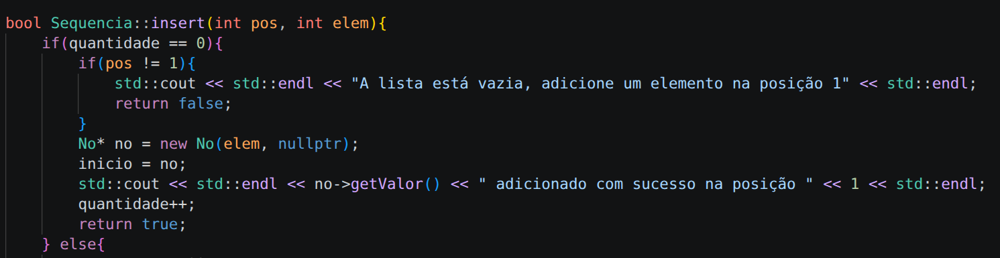 bool Sequencia::insert(int pos, int elem){
if(quantidade == 0){
if(pos != 1){
std::cout << std::endl << "A lista está vazia, adicione um elemento na posição 1" << std::endl;
return false;
}
No* no = new No(elem, nullptr);
inicio = no;
std::cout << std::endl << no->getValor() << " adicionado com sucesso na posição " << 1 << std::endl;
quantidade++;
return true;
} else{